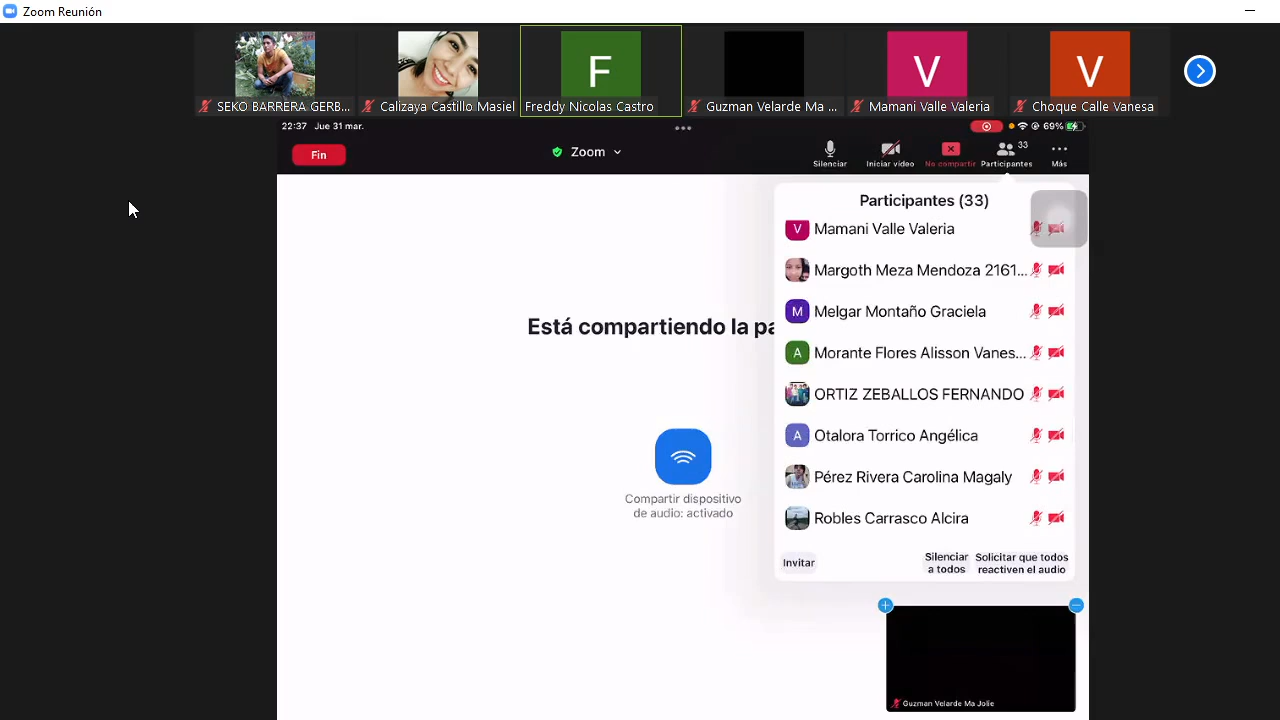 Zoom Reunión
SEKO BARRERA GERB...
Calizaya Castillo Masiel
F
Freddy Nicolas Castro
Guzman Velarde Ma ...
V
Mamani Valle Valeria
V
Choque Calle Vanesa
22:37 Jue 31 mar.
69%
Fin
Zoom
Silenciar
Iniciar video
No compartir
33
Participantes
Más
Participantes (33)
V Mamani Valle Valeria
Margoth Meza Mendoza 2161...
M Melgar Montaño Graciela
Está compartiendo la pa
A Morante Flores Alisson Vanes...
ORTIZ ZEBALLOS FERNANDO
A Otalora Torrico Angélica
Pérez Rivera Carolina Magaly
Compartir dispositivo
de audio: activado
Robles Carrasco Alcira
Invitar
Silenciar
a todos
Solicitar que todos
reactiven el audio
Guzman Velarde Ma Jolie